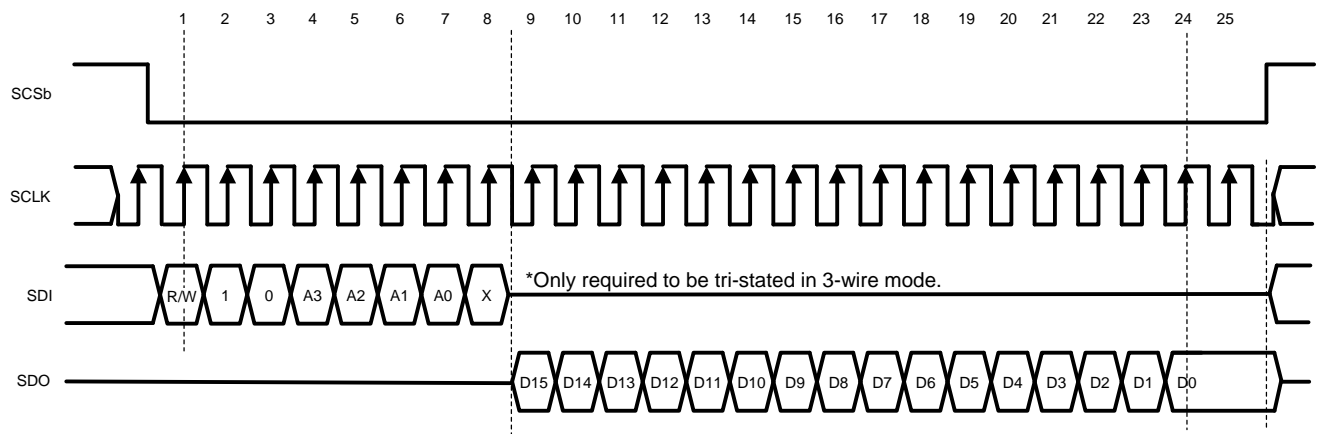 1 2 3 4 5 6 7 8 9 10 11 12 13 14 15 16 17 18 19 20 21 22 23 24 25
SCSb
SCLK
SDI R/W 1 0 A3 A2 A1 A0 X *Only required to be tri-stated in 3-wire mode.
SDO D15 D14 D13 D12 D11 D10 D9 D8 D7 D6 D5 D4 D3 D2 D1 D0